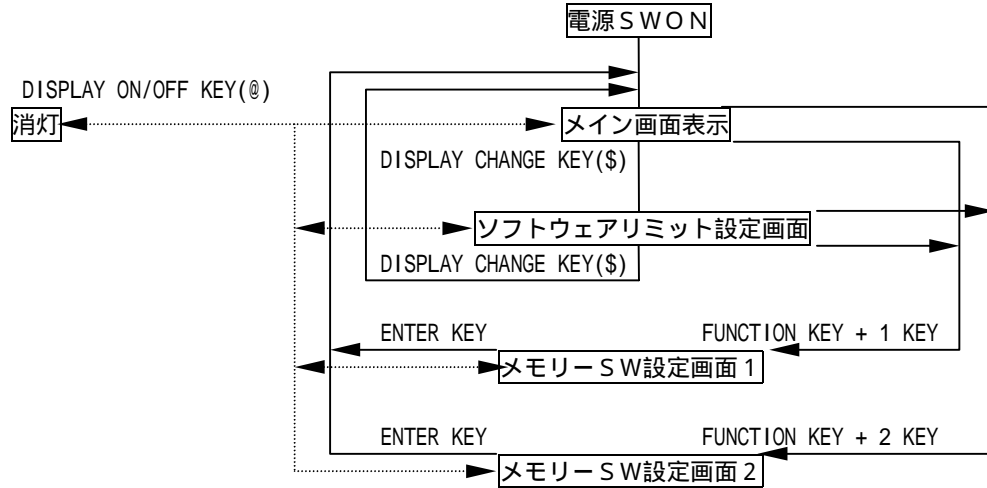 電源ＳＷＯＮ
DISPLAY ON/OFF KEY(@)
消灯
メイン画面表示
DISPLAY CHANGE KEY($)
ソフトウェアリミット設定画面
DISPLAY CHANGE KEY($)
ENTER KEY
FUNCTION KEY + 1 KEY
メモリーＳＷ設定画面１
ENTER KEY
FUNCTION KEY + 2 KEY
メモリーＳＷ設定画面２